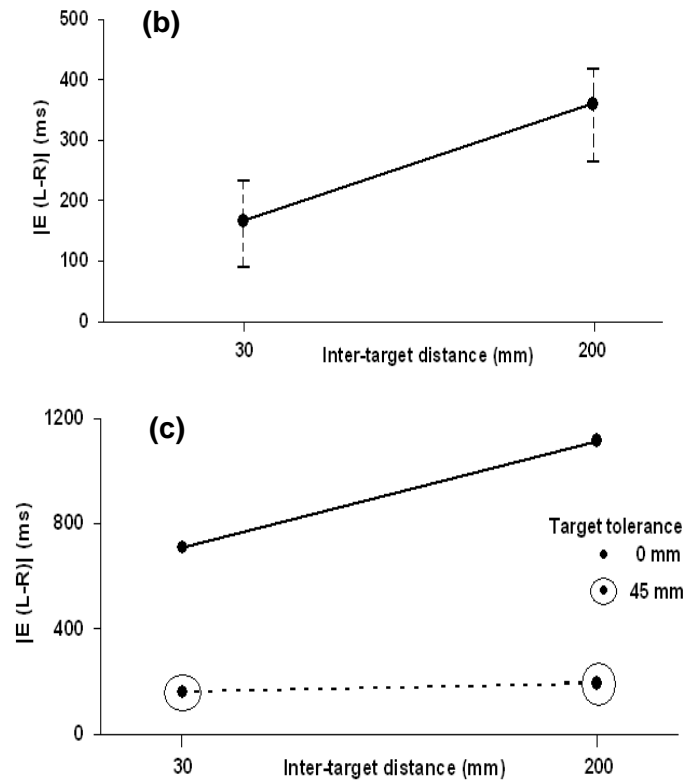 (b)
500
400
300
200
100
0
|E (L-R)| (ms)
30 Inter-target distance (mm) 200
(c)
1200
800
400
0
|E (L-R)| (ms)
Target tolerance
0 mm
45 mm
30 Inter-target distance (mm) 200